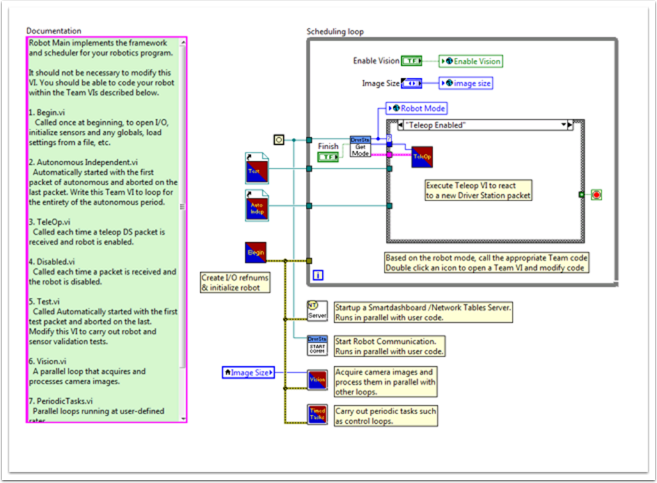 Documentation
Robot Main implements the framework
and scheduler for your robotics program.
It should not be necessary to modify this
VI. You should be able to code your robot
within the Team VIs described below.
1. Begin.vi
Called once at beginning, to open I/O,
initialize sensors and any globals, load
settings from a file, etc.
2. Autonomous Independent.vi
Automatically started with the first
packet of autonomous and aborted on the
last packet. Write this Team VI to loop for
the entirety of the autonomous period.
3. TeleOp.vi
Called each time a teleop DS packet is
received and robot is enabled.
4. Disabled.vi
Called each time a packet is received and
the robot is disabled.
5. Test.vi
Called Automatically started with the first
test packet and aborted on the last.
Modify this VI to carry out robot and
sensor validation tests.
6. Vision.vi
A parallel loop that acquires and
processes camera images.
7. PeriodicTasks.vi
Parallel loops running at user-defined
Scheduling loop
Enable Vision
TF
Enable Vision
Image Size
image size
Robot Mode
"Teleop Enabled"
Finish
TF
DrvrSta
Get
Mode
TeleOp
Execute Teleop VI to react
to a new Driver Station packet
Test
Auto
Indep
Begin
Create I/O refnums
& initialize robot
i
Based on the robot mode, call the appropriate Team code
Double click an icon to open a Team VI and modify code
Server
Startup a Smartdashboard /Network Tables Server.
Runs in parallel with user code.
DrvrSta
START
COMM
Start Robot Communication.
Runs in parallel with user code.
Image Size
Vision
Acquire camera images and
process them in parallel with
other loops.
Timed
Tasks
Carry out periodic tasks such
as control loops.